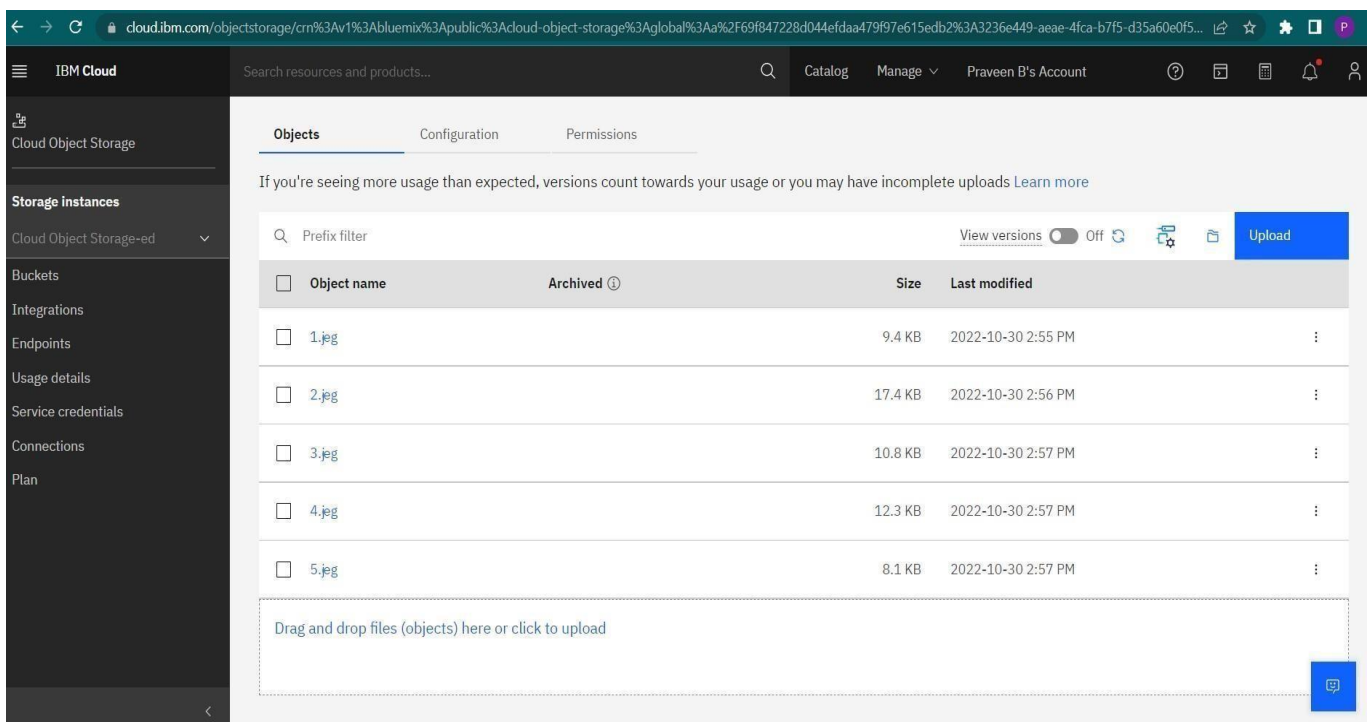 cloud.ibm.com/objectstorage/crn%3Av1%3Abluemix%3Apublic%3Acloud-object-storage%3Aglobal%3Aa%2F69f847228d044efdaa479f97e615edb2%3A3236e449-aeae-4fca-b7f5-d35a60e0f5... P
IBM Cloud Search resources and products... Catalog Manage Praveen B's Account
Cloud Object Storage
Storage instances
Cloud Object Storage-ed
Buckets
Integrations
Endpoints
Usage details
Service credentials
Connections
Plan
Objects Configuration Permissions
If you're seeing more usage than expected, versions count towards your usage or you may have incomplete uploads Learn more
Prefix filter View versions Off Upload
Object name Archived Size Last modified
1.jeg 9.4 KB 2022-10-30 2:55 PM
2.jeg 17.4 KB 2022-10-30 2:56 PM
3.jeg 10.8 KB 2022-10-30 2:57 PM
4.jeg 12.3 KB 2022-10-30 2:57 PM
5.jeg 8.1 KB 2022-10-30 2:57 PM
Drag and drop files (objects) here or click to upload